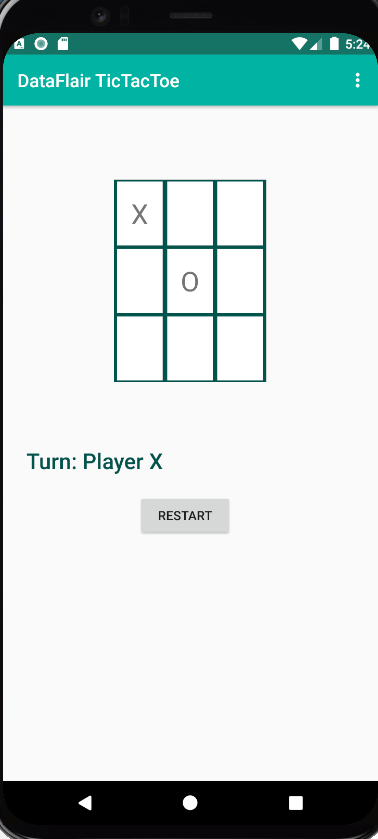 5:24
DataFlair TicTacToe
X
O
Turn: Player X
RESTART